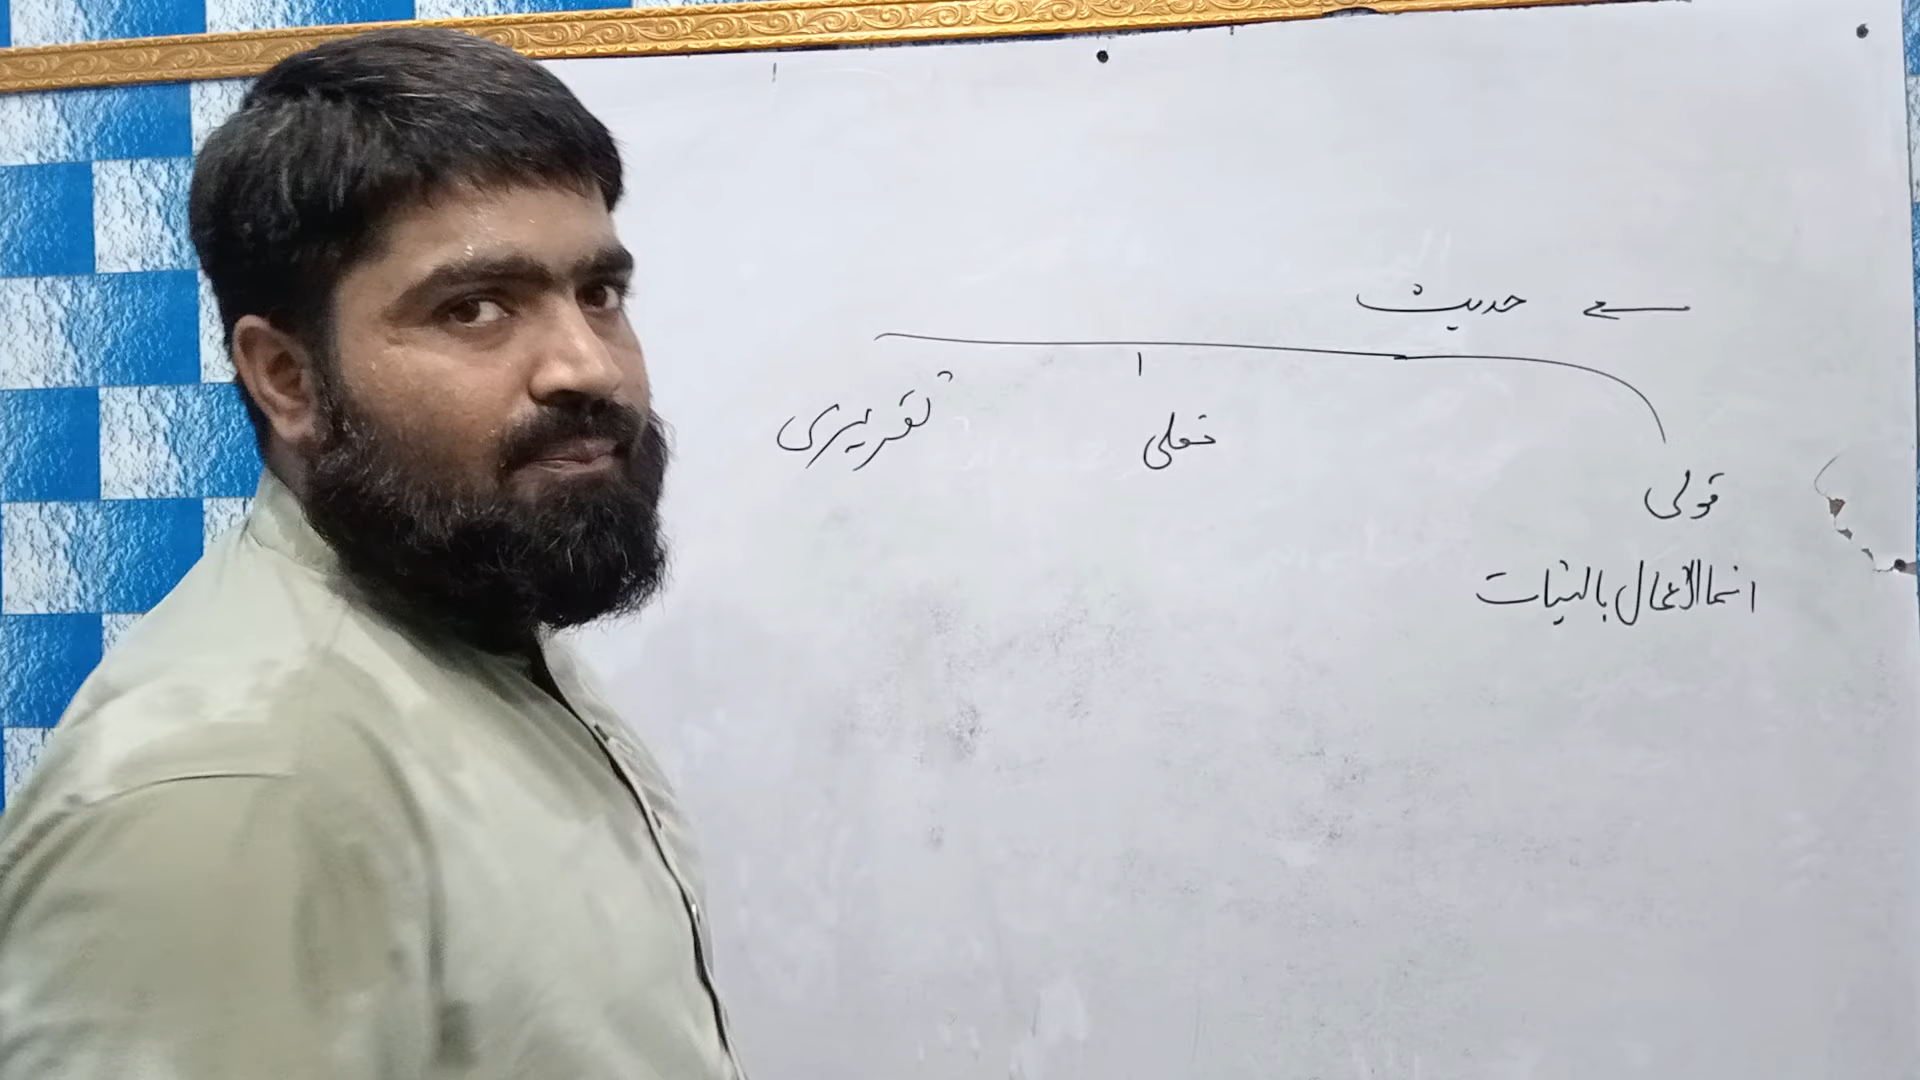 حدیث
قولی
فعلی
تقریری
انما الاعمال بالنیات